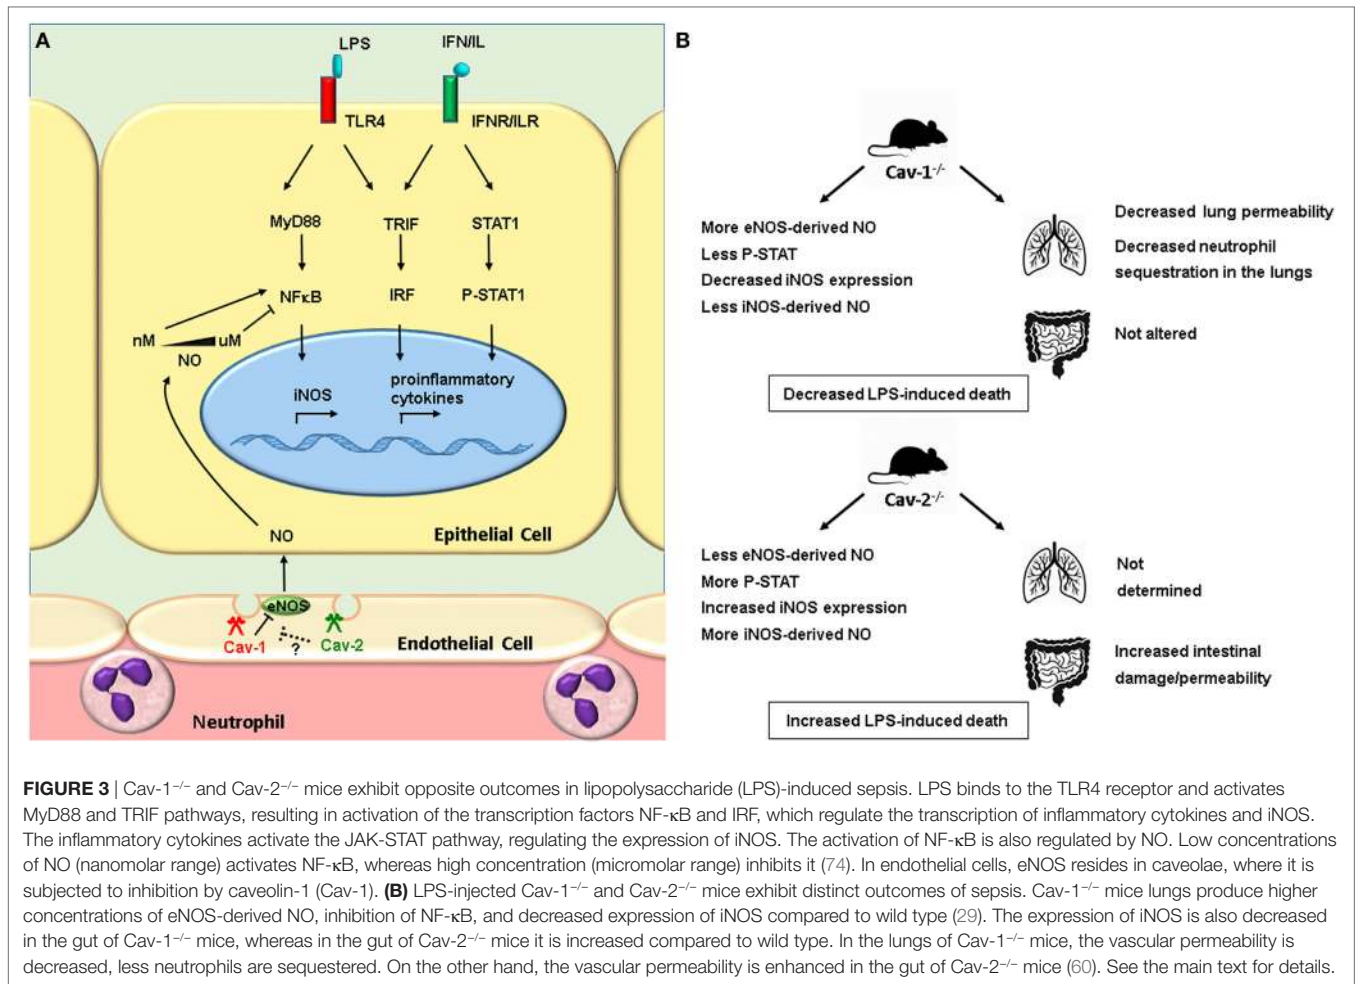 A
LPS
IFN/IL
TLR4
IFNR/ILR
MyD88
TRIF
STAT1
NFκB
IRF
P-STAT1
nM
uM
NO
iNOS
proinflammatory
cytokines
NO
Epithelial Cell
eNOS
Cav-1
?
Cav-2
Endothelial Cell
Neutrophil
B
Cav-1-/-
More eNOS-derived NO
Less P-STAT
Decreased iNOS expression
Less iNOS-derived NO
Decreased lung permeability
Decreased neutrophil
sequestration in the lungs
Not altered
Decreased LPS-induced death
Cav-2-/-
Less eNOS-derived NO
More P-STAT
Increased iNOS expression
More iNOS-derived NO
Not
determined
Increased intestinal
damage/permeability
Increased LPS-induced death
FIGURE 3 | Cav-1−/− and Cav-2−/− mice exhibit opposite outcomes in lipopolysaccharide (LPS)-induced sepsis. LPS binds to the TLR4 receptor and activates
MyD88 and TRIF pathways, resulting in activation of the transcription factors NF-κB and IRF, which regulate the transcription of inflammatory cytokines and iNOS.
The inflammatory cytokines activate the JAK-STAT pathway, regulating the expression of iNOS. The activation of NF-κB is also regulated by NO. Low concentrations
of NO (nanomolar range) activates NF-κB, whereas high concentration (micromolar range) inhibits it (74). In endothelial cells, eNOS resides in caveolae, where it is
subjected to inhibition by caveolin-1 (Cav-1). (B) LPS-injected Cav-1−/− and Cav-2−/− mice exhibit distinct outcomes of sepsis. Cav-1−/− mice lungs produce higher
concentrations of eNOS-derived NO, inhibition of NF-κB, and decreased expression of iNOS compared to wild type (29). The expression of iNOS is also decreased
in the gut of Cav-1−/− mice, whereas in the gut of Cav-2−/− mice it is increased compared to wild type. In the lungs of Cav-1−/− mice, the vascular permeability is
decreased, less neutrophils are sequestered. On the other hand, the vascular permeability is enhanced in the gut of Cav-2−/− mice (60). See the main text for details.